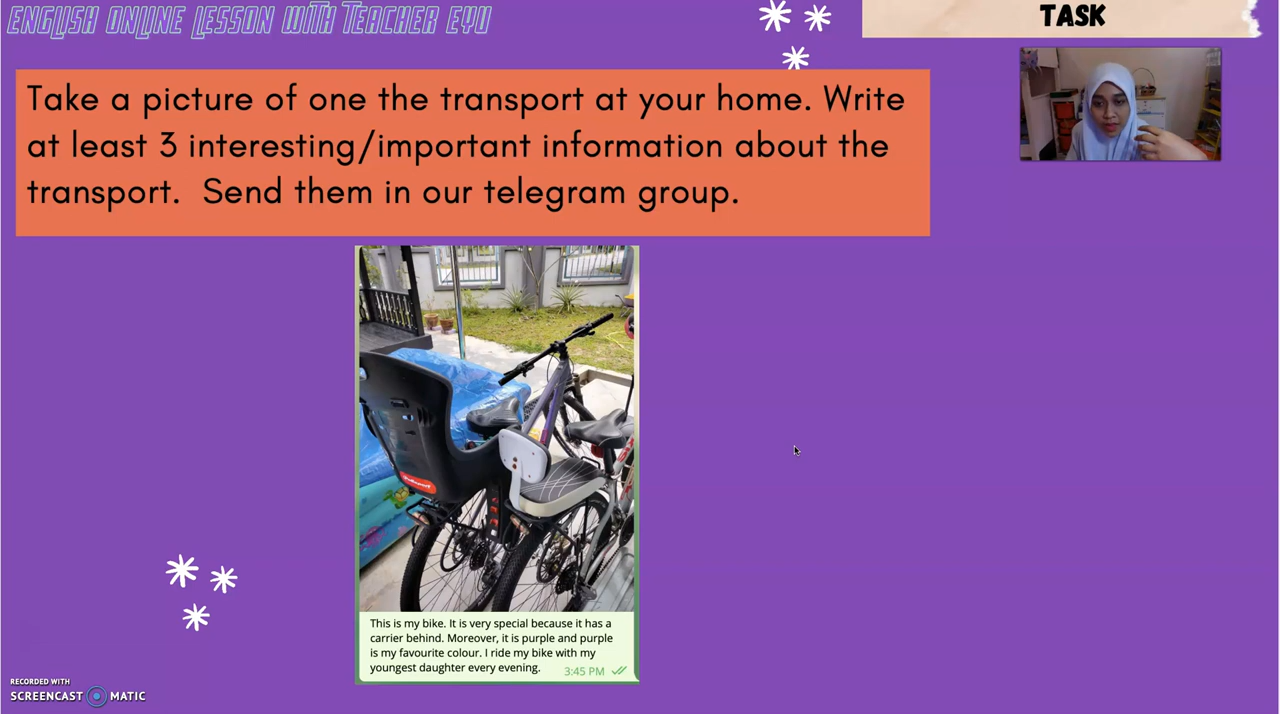 ENGLISH ONLINE LESSON WITH TEACHER EYU
TASK
Take a picture of one the transport at your home. Write
at least 3 interesting/important information about the
transport.  Send them in our telegram group.
This is my bike. It is very special because it has a
carrier behind. Moreover, it is purple and purple
is my favourite colour. I ride my bike with my
youngest daughter every evening.
3:45 PM
RECORDED WITH
SCREENCAST MATIC